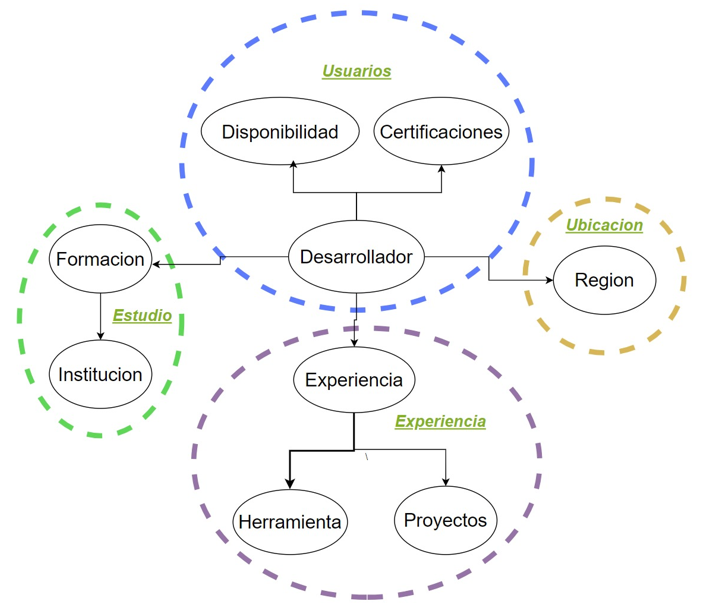 Usuarios
Disponibilidad
Certificaciones
Formacion
Desarrollador
Ubicacion
Region
Estudio
Institucion
Experiencia
Experiencia
Herramienta
Proyectos
\